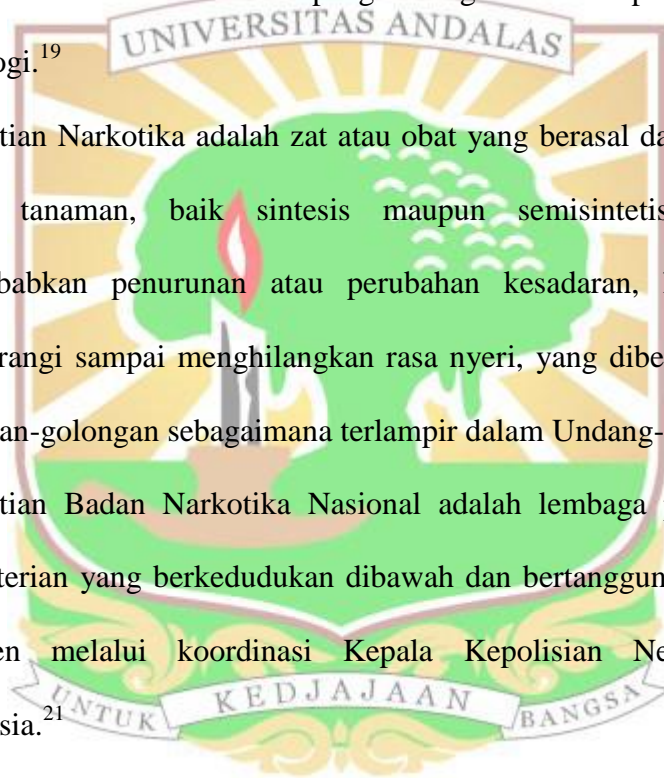 UNIVERSITAS ANDALAS
ogi.19
tian Narkotika adalah zat atau obat yang berasal da
tanaman, baik sintesis maupun semisintetis
babkan penurunan atau perubahan kesadaran,
rangi sampai menghilangkan rasa nyeri, yang dibe
an-golongan sebagaimana terlampir dalam Undang-
tian Badan Narkotika Nasional adalah lembaga
terian yang berkedudukan dibawah dan bertanggun
en melalui koordinasi Kepala Kepolisian Ne
sia.21
UNTUK KEDJAJAAN BANGSA